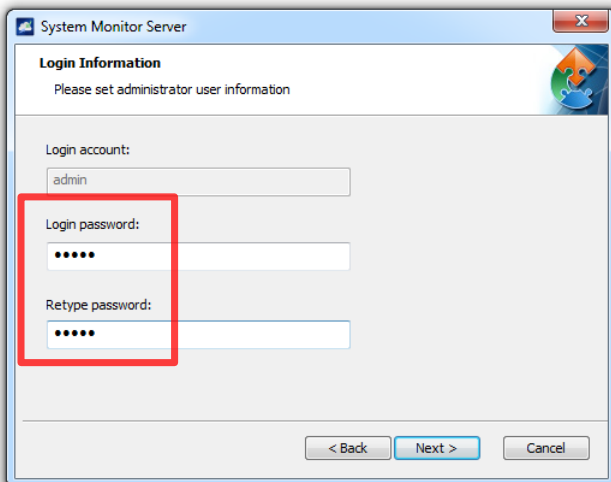 System Monitor Server
Login Information
Please set administrator user information
Login account:
admin
Login password:
•••••
Retype password:
•••••
< Back
Next >
Cancel